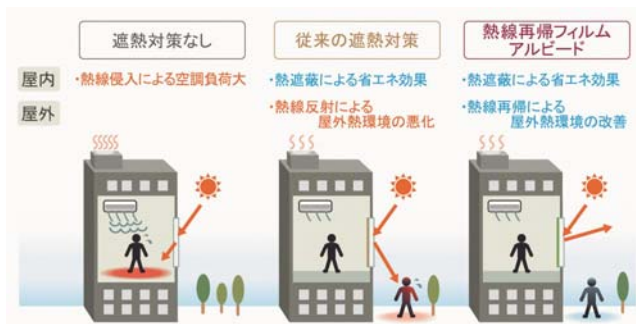 遮熱対策なし
従来の遮熱対策
熱線再帰フィルム
アルビード
屋内
・熱線侵入による空調負荷大
・熱遮蔽による省エネ効果
・熱遮蔽による省エネ効果
屋外
・熱線反射による
屋外熱環境の悪化
・熱線再帰による
屋外熱環境の改善